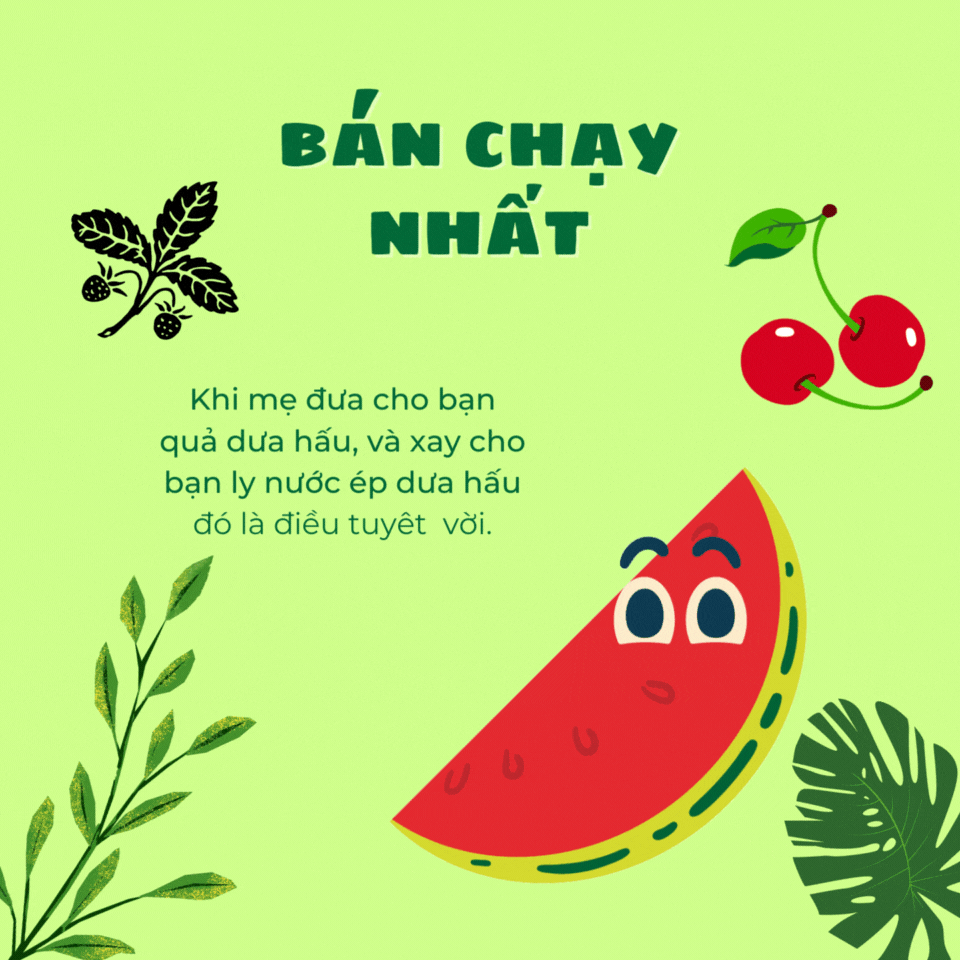 BÁN CHẠY
NHẤT
Khi mẹ đưa cho bạn
quả dưa hấu, và xay cho
bạn ly nước ép dưa hấu
đó là điều tuyêt vời.